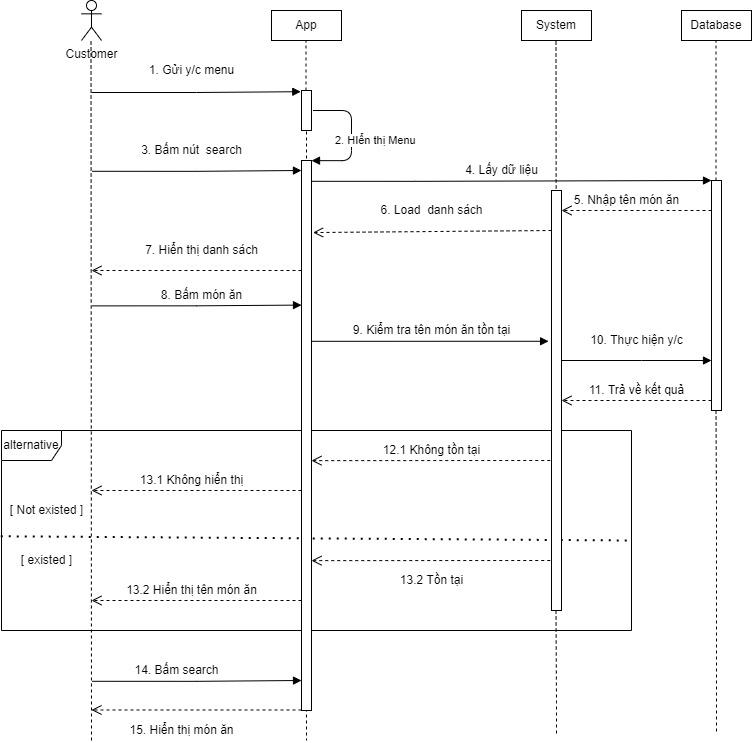 App
System
Database
Customer
1. Gửi y/c menu
2. HIển thị Menu
3. Bấm nút search
4. Lấy dữ liệu
5. Nhập tên món ăn
6. Load danh sách
7. Hiển thị danh sách
8. Bấm món ăn
9. Kiểm tra tên món ăn tồn tại
10. Thực hiện y/c
11. Trả về kết quả
alternative
12.1 Không tồn tại
13.1 Không hiển thị
[ Not existed ]
[ existed ]
13.2 Tồn tại
13.2 Hiển thị tên món ăn
14. Bấm search
15. Hiển thị món ăn